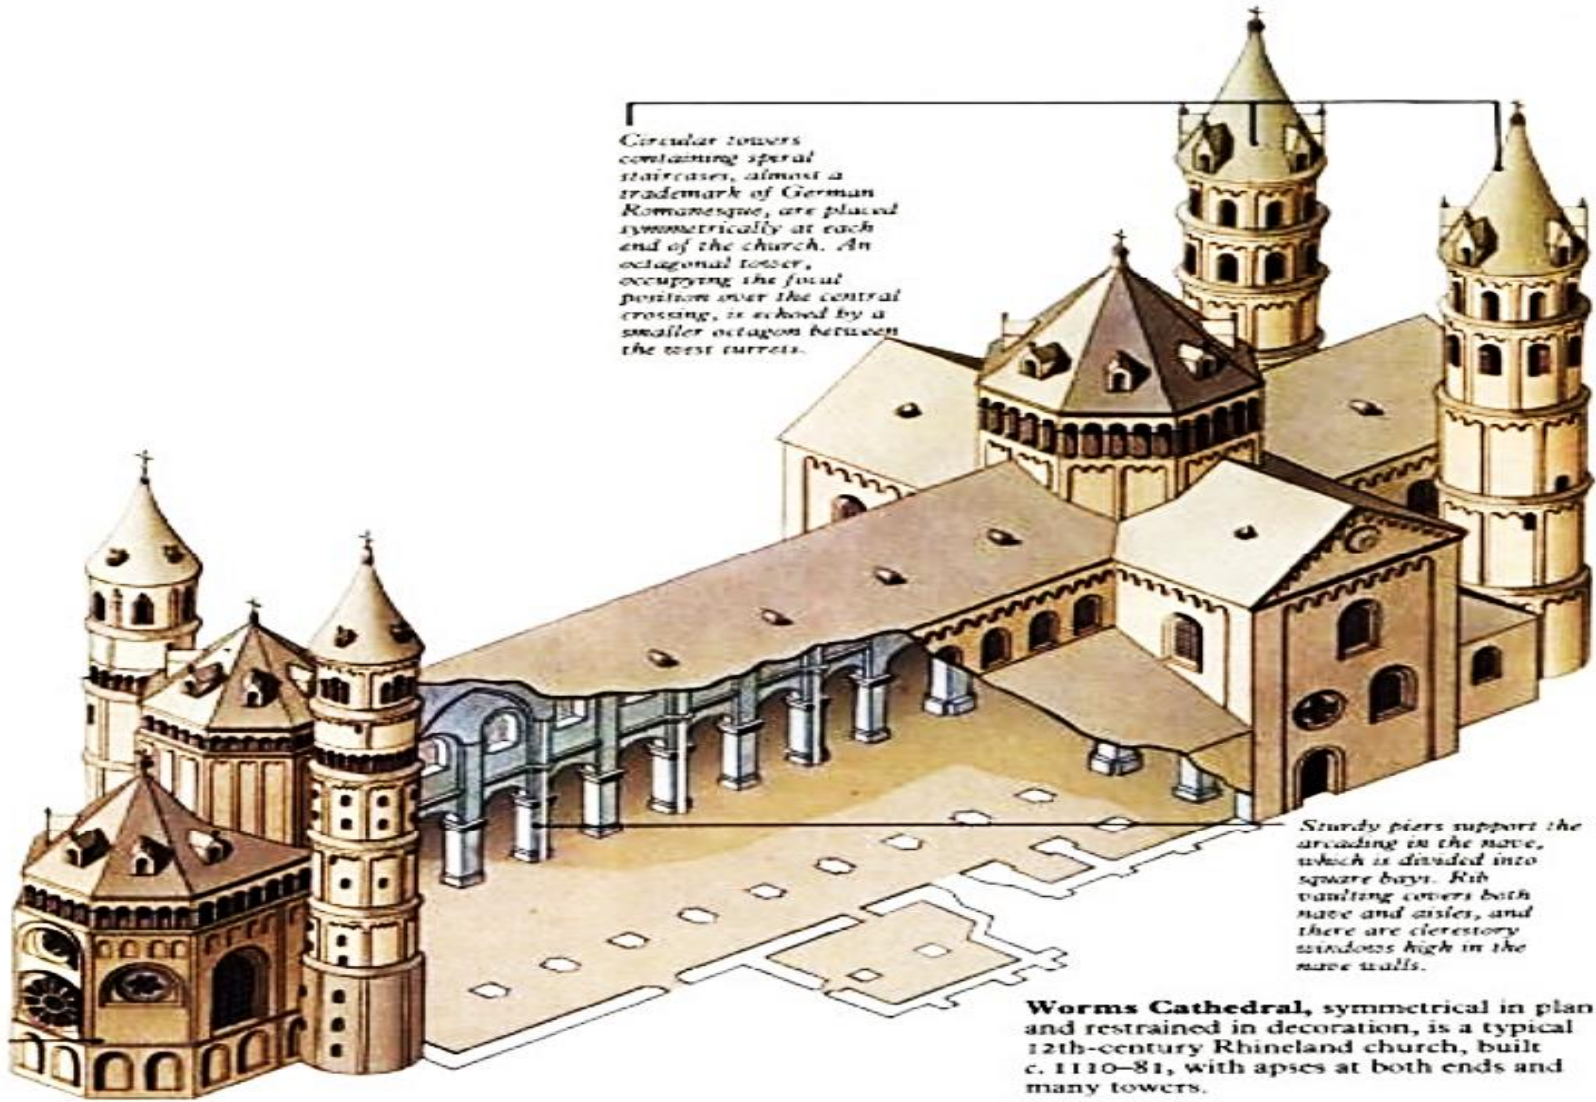 Circular towers
containing spiral
staircases, almost a
trademark of German
Romanesque, are placed
symmetrically at each
end of the church. An
octagonal tower,
occupying the focal
position over the central
crossing, is echoed by a
smaller octagon between
the west turrets.
Sturdy piers support the
arcading in the nave,
which is divided into
square bays. Rib
vaulting covers both
nave and aisles, and
there are clerestory
windows high in the
nave walls.
Worms Cathedral, symmetrical in plan
and restrained in decoration, is a typical
12th-century Rhineland church, built
c. 1110–81, with apses at both ends and
many towers.